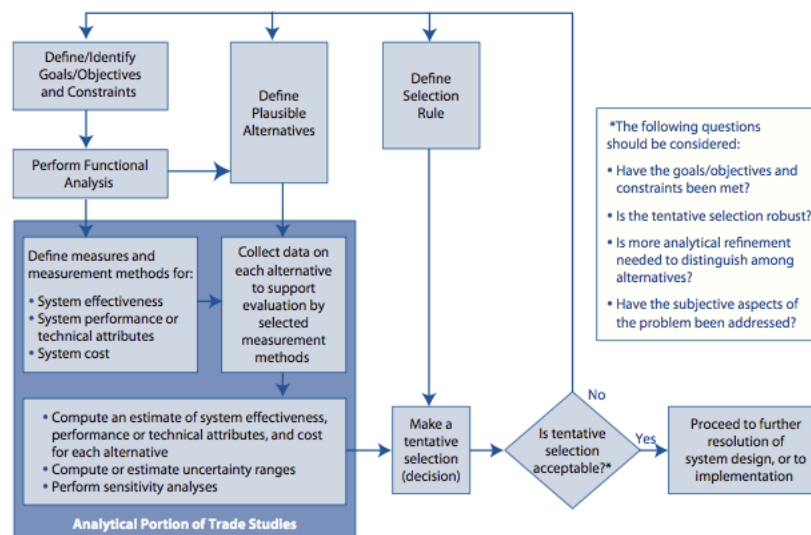 Define/Identify
Goals/Objectives
and Constraints
Define
Plausible
Alternatives
Define
Selection
Rule
Perform Functional
Analysis
*The following questions
should be considered:
• Have the goals/objectives and
constraints been met?
• Is the tentative selection robust?
• Is more analytical refinement
needed to distinguish among
alternatives?
• Have the subjective aspects of
the problem been addressed?
Define measures and
measurement methods for:
• System effectiveness
• System performance or
technical attributes
• System cost
Collect data on
each alternative
to support
evaluation by
selected
measurement
methods
• Compute an estimate of system effectiveness,
performance or technical attributes, and cost
for each alternative
• Compute or estimate uncertainty ranges
• Perform sensitivity analyses
Analytical Portion of Trade Studies
Make a
tentative
selection
(decision)
No
Is tentative
selection
acceptable?*
Yes
Proceed to further
resolution of
system design, or to
implementation